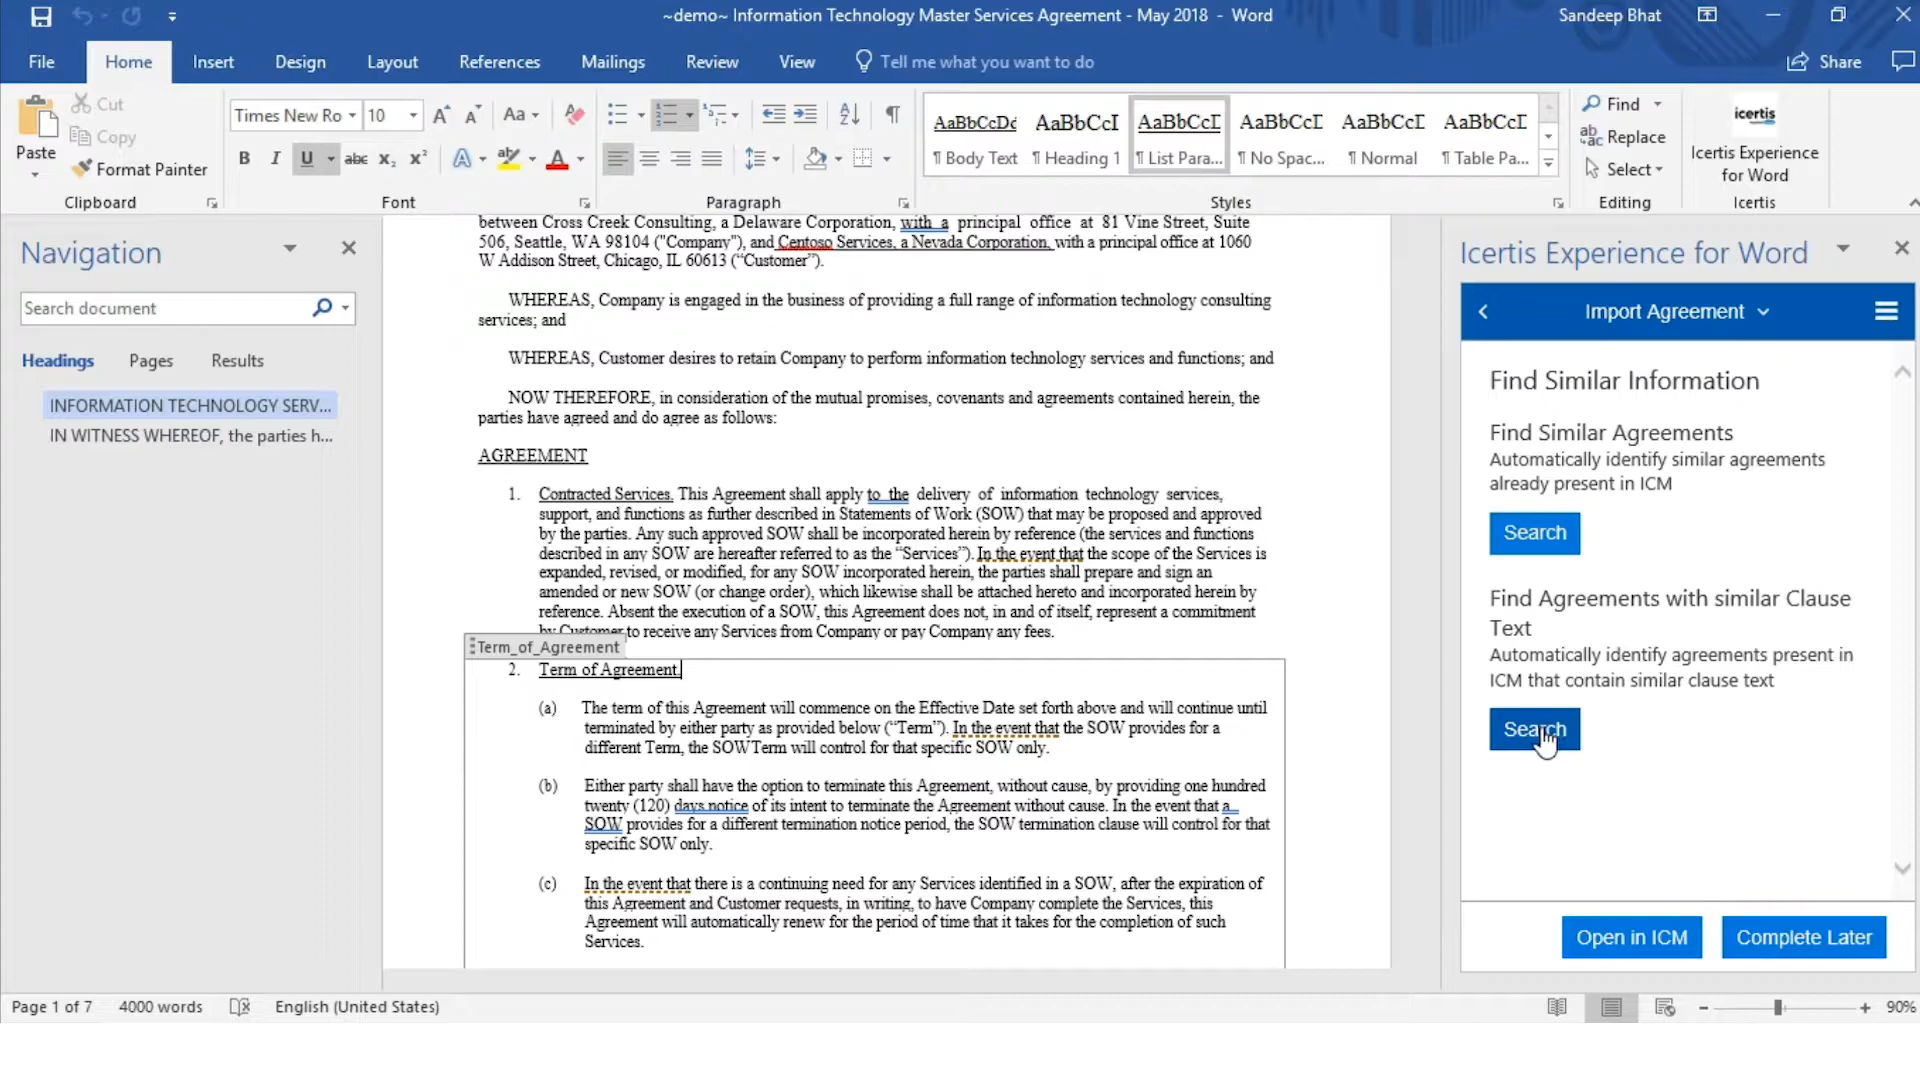 ~demo~ Information Technology Master Services Agreement - May 2018 - Word
Sandeep Bhat
File Home Insert Design Layout References Mailings Review View Tell me what you want to do Share
Paste
Cut
Copy
Format Painter
Clipboard
Times New Ro 10
Aa
B I U abc X₂ X²
A
Font
Paragraph
AaBbCcDd AaBbCcI AaBbCcD AaBbCcD AaBbCcD AaBbCcD
¶ Body Text ¶ Heading 1 ¶ List Para... ¶ No Spac... ¶ Normal ¶ Table Pa...
Styles
Find
Replace
Select
Editing
icertis
Icertis Experience
for Word
Icertis
Navigation
Search document
Headings Pages Results
INFORMATION TECHNOLOGY SERV...
IN WITNESS WHEREOF, the parties h...
between Cross Creek Consulting, a Delaware Corporation, with a principal office at 81 Vine Street, Suite
506, Seattle, WA 98104 ("Company"), and Centoso Services, a Nevada Corporation, with a principal office at 1060
W Addison Street, Chicago, IL 60613 (“Customer”).
WHEREAS, Company is engaged in the business of providing a full range of information technology consulting
services; and
WHEREAS, Customer desires to retain Company to perform information technology services and functions; and
NOW THEREFORE, in consideration of the mutual promises, covenants and agreements contained herein, the
parties have agreed and do agree as follows:
AGREEMENT
1. Contracted Services. This Agreement shall apply to the delivery of information technology services,
support, and functions as further described in Statements of Work (SOW) that may be proposed and approved
by the parties. Any such approved SOW shall be incorporated herein by reference (the services and functions
described in any SOW are hereafter referred to as the “Services”). In the event that the scope of the Services is
expanded, revised, or modified, for any SOW incorporated herein, the parties shall prepare and sign an
amended or new SOW (or change order), which likewise shall be attached hereto and incorporated herein by
reference. Absent the execution of a SOW, this Agreement does not, in and of itself, represent a commitment
by Customer to receive any Services from Company or pay Company any fees.
Term_of_Agreement
2. Term of Agreement.
(a) The term of this Agreement will commence on the Effective Date set forth above and will continue until
terminated by either party as provided below (“Term”). In the event that the SOW provides for a
different Term, the SOW Term will control for that specific SOW only.
(b) Either party shall have the option to terminate this Agreement, without cause, by providing one hundred
twenty (120) days notice of its intent to terminate the Agreement without cause. In the event that a
SOW provides for a different termination notice period, the SOW termination clause will control for that
specific SOW only.
(c) In the event that there is a continuing need for any Services identified in a SOW, after the expiration of
this Agreement and Customer requests, in writing, to have Company complete the Services, this
Agreement will automatically renew for the period of time that it takes for the completion of such
Services.
Icertis Experience for Word
Import Agreement
Find Similar Information
Find Similar Agreements
Automatically identify similar agreements
already present in ICM
Search
Find Agreements with similar Clause
Text
Automatically identify agreements present in
ICM that contain similar clause text
Search
Open in ICM Complete Later
Page 1 of 7 4000 words English (United States)
90%